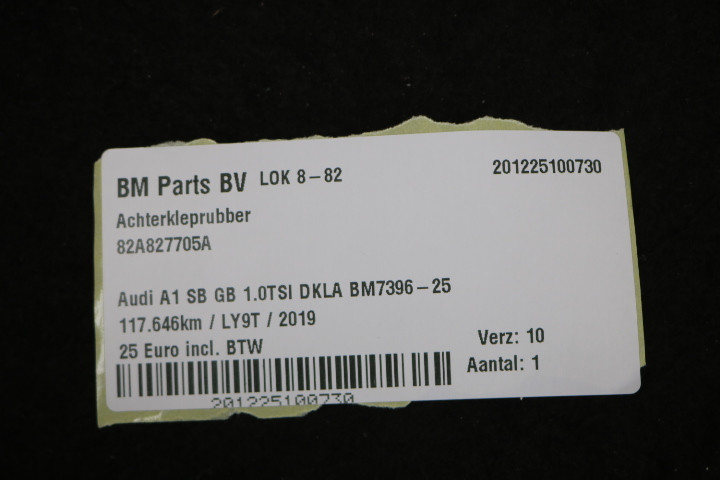 BM Parts BV LOK 8-82 201225100730
Achterkleprubber
82A827705A
Audi A1 SB GB 1.0TSI DKLA BM7396-25
117.646km / LY9T / 2019
25 Euro incl. BTW Verz: 10
Aantal: 1
201225100730